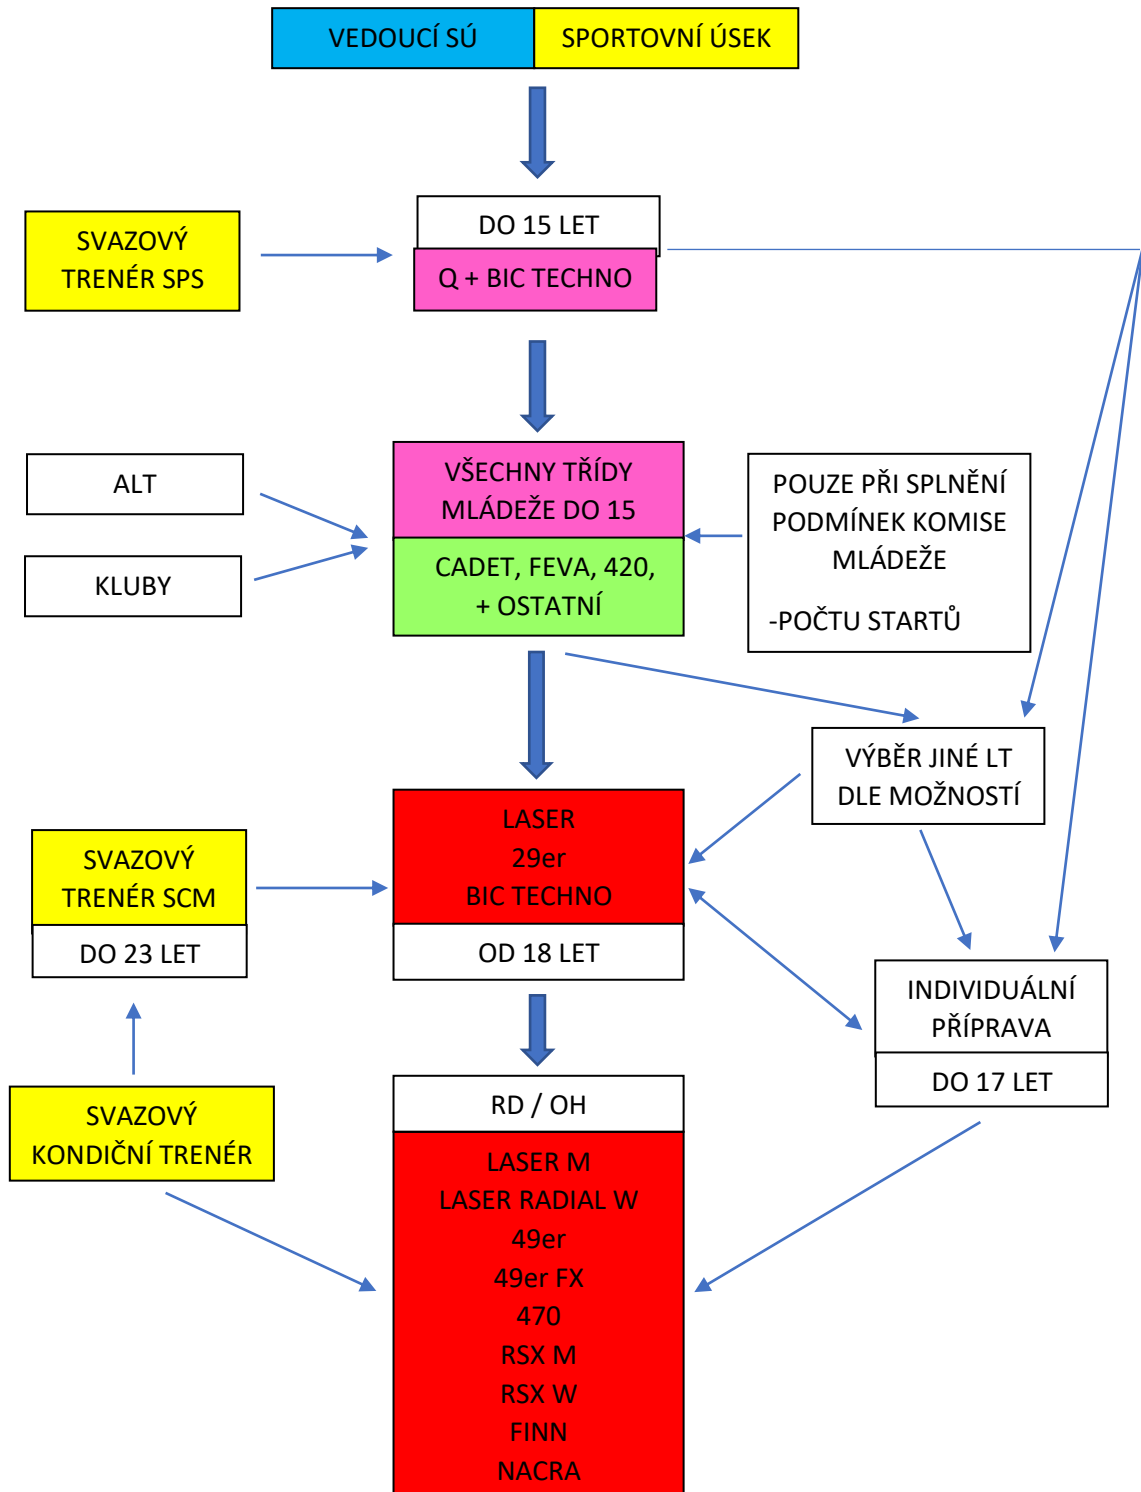 VEDOUCÍ SÚ
SPORTOVNÍ ÚSEK
DO 15 LET
Q + BIC TECHNO
SVAZOVÝ
TRENÉR SPS
VŠECHNY TŘÍDY
MLÁDEŽE DO 15
CADET, FEVA, 420,
+ OSTATNÍ
ALT
KLUBY
POUZE PŘI SPLNĚNÍ
PODMÍNEK KOMISE
MLÁDEŽE
-POČTU STARTŮ
VÝBĚR JINÉ LT
DLE MOŽNOSTÍ
LASER
29er
BIC TECHNO
OD 18 LET
SVAZOVÝ
TRENÉR SCM
DO 23 LET
INDIVIDUÁLNÍ
PŘÍPRAVA
DO 17 LET
SVAZOVÝ
KONDIČNÍ TRENÉR
RD / OH
LASER M
LASER RADIAL W
49er
49er FX
470
RSX M
RSX W
FINN
NACRA